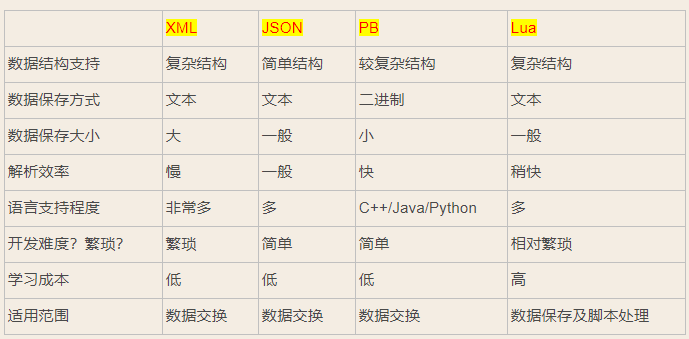 XML JSON PB Lua
数据结构支持 复杂结构 简单结构 较复杂结构 复杂结构
数据保存方式 文本 文本 二进制 文本
数据保存大小 大 一般 小 一般
解析效率 慢 一般 快 稍快
语言支持程度 非常多 多 C++/Java/Python 多
开发难度？繁琐？ 繁琐 简单 简单 相对繁琐
学习成本 低 低 低 高
适用范围 数据交换 数据交换 数据交换 数据保存及脚本处理